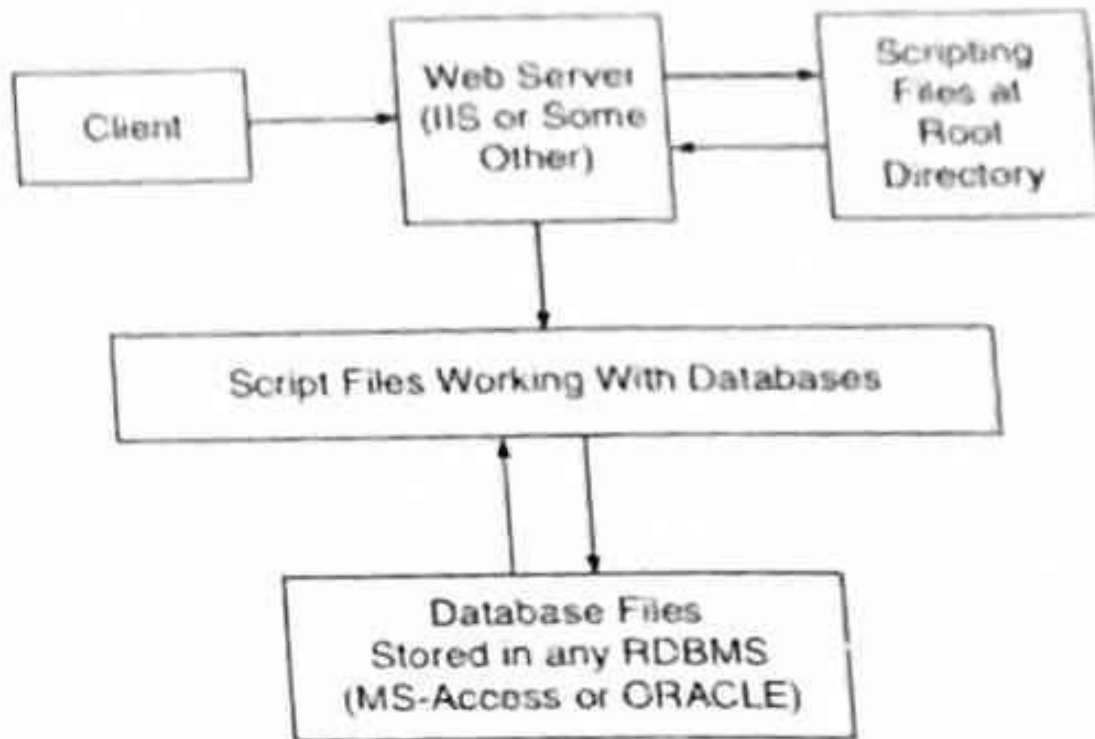 Client
Web Server
(IIS or Some
Other)
Scripting
Files at
Root
Directory
Script Files Working With Databases
Database Files
Stored in any RDBMS
(MS-Access or ORACLE)